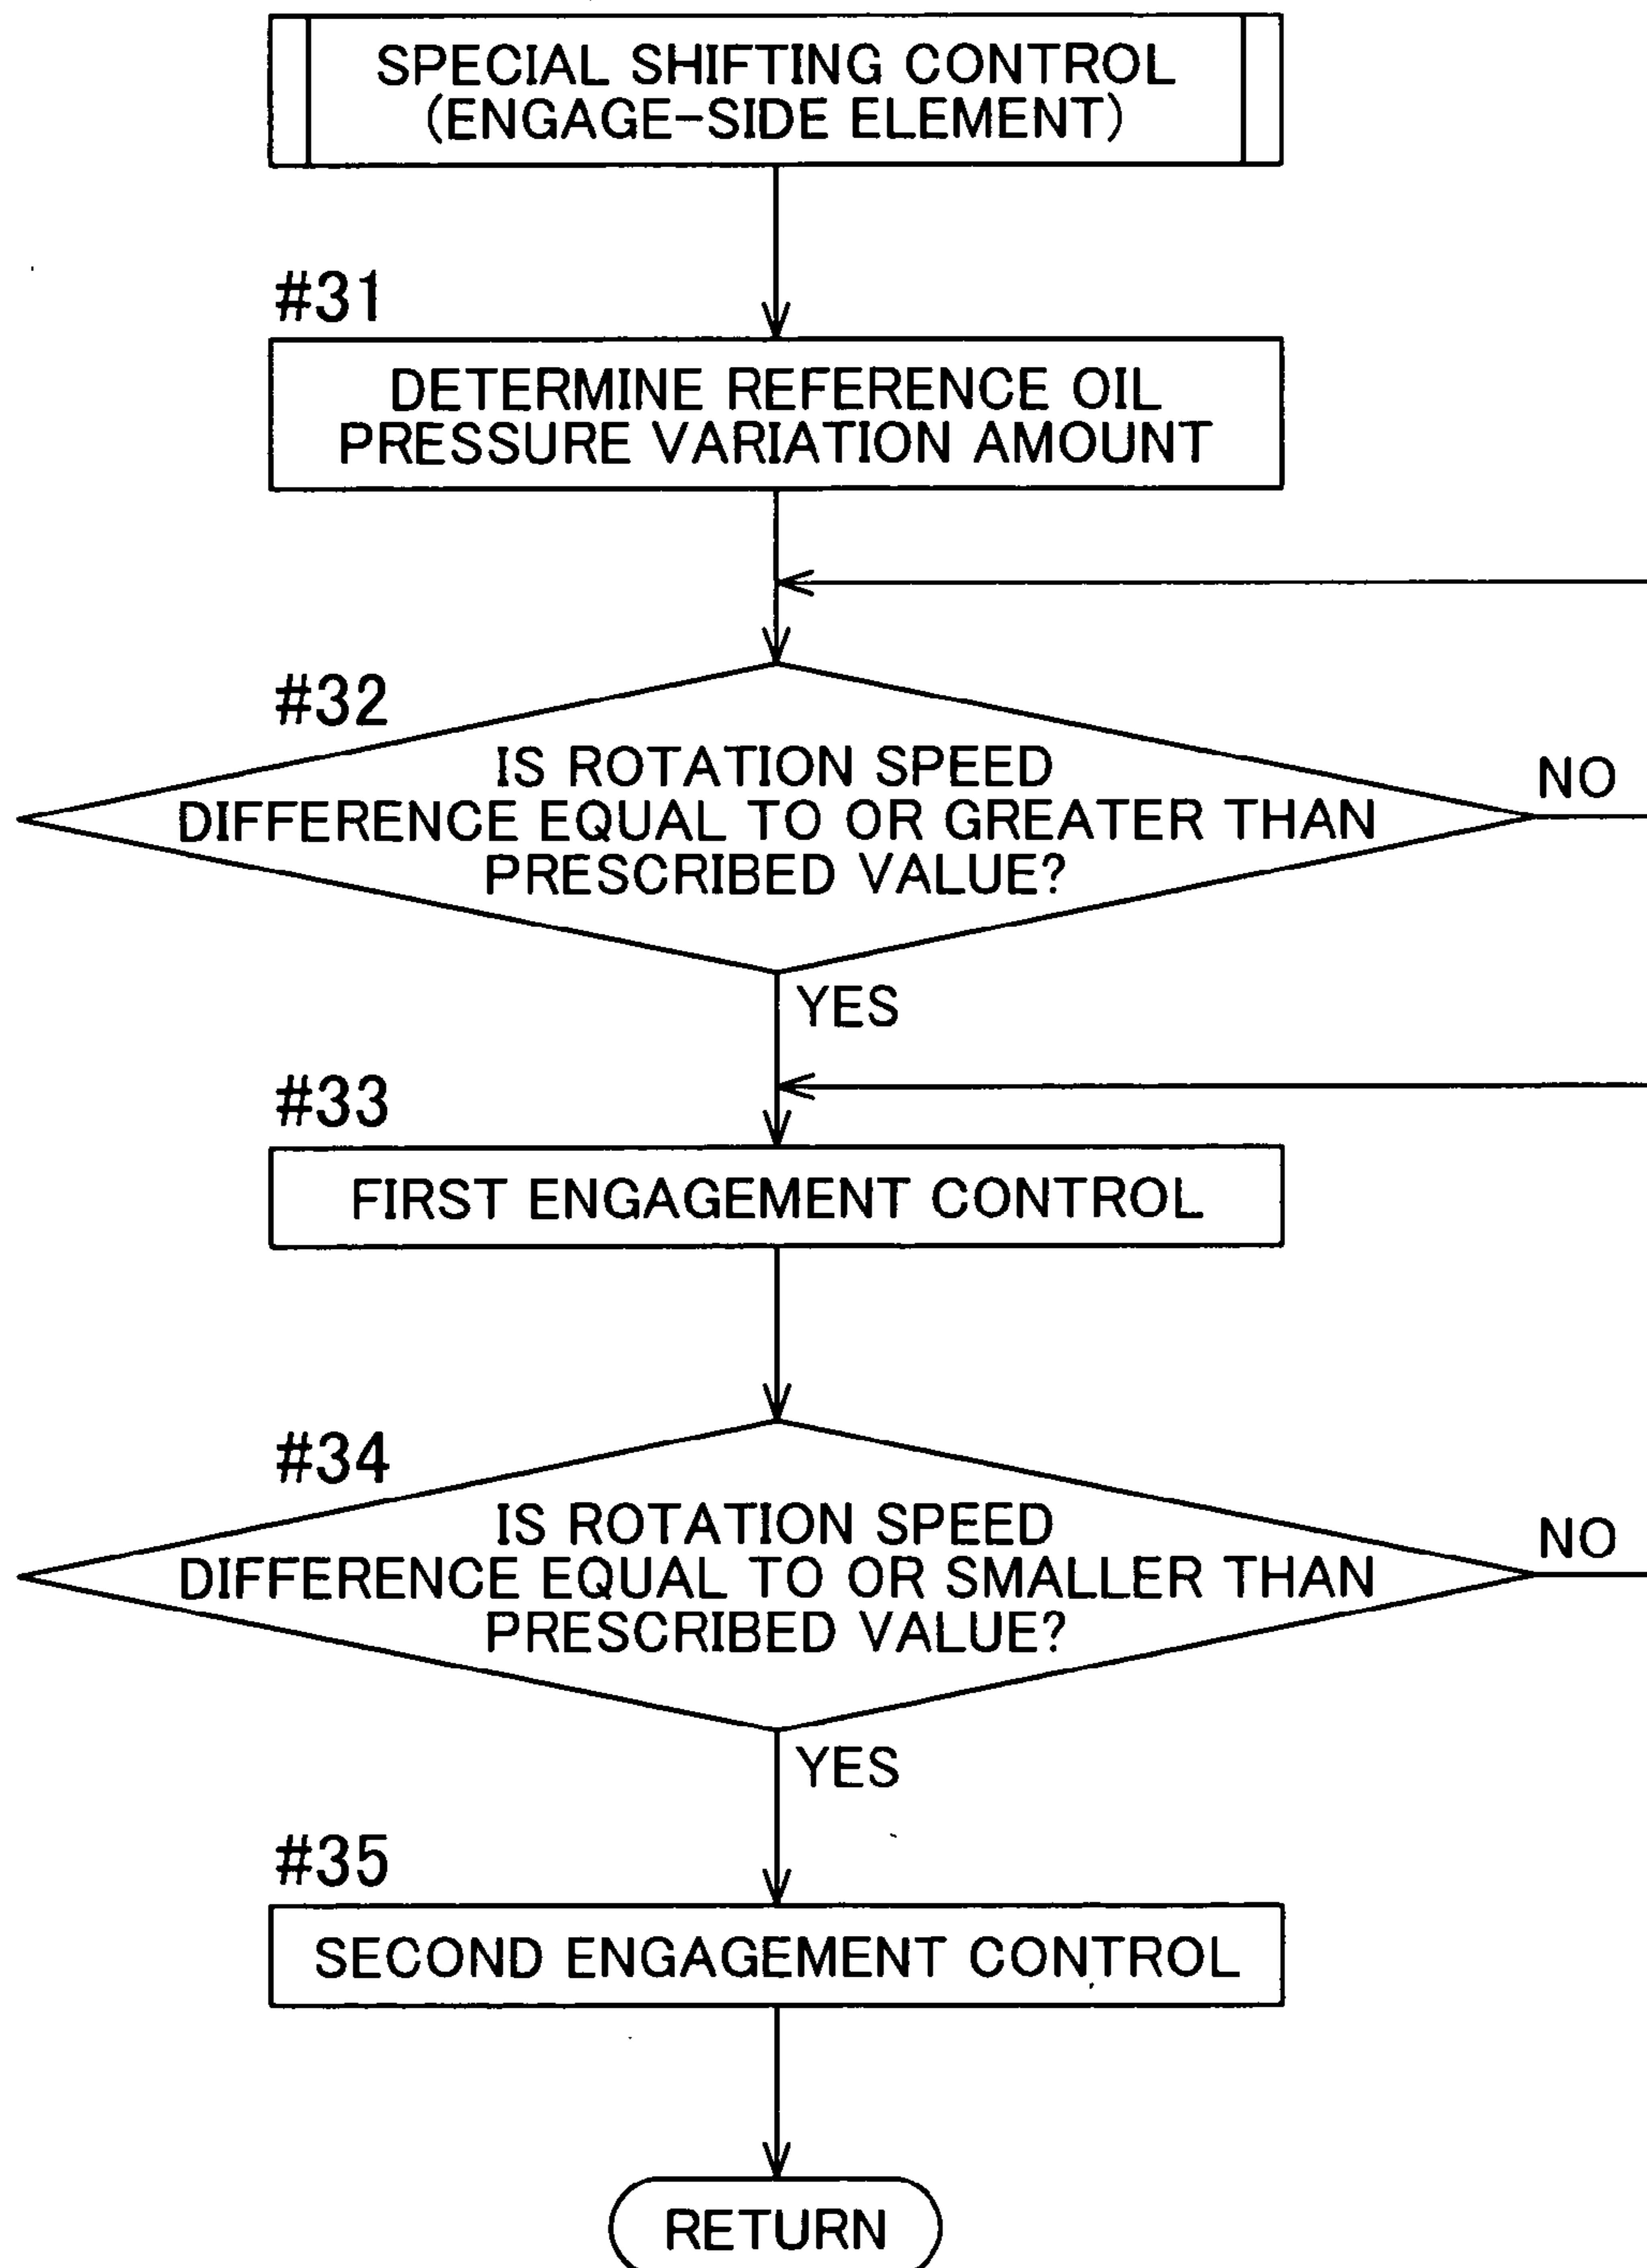 SPECIAL SHIFTING CONTROL
(ENGAGE-SIDE ELEMENT)
#31
DETERMINE REFERENCE OIL
PRESSURE VARIATION AMOUNT
#32
IS ROTATION SPEED
DIFFERENCE EQUAL TO OR GREATER THAN
PRESCRIBED VALUE?
NO
YES
#33
FIRST ENGAGEMENT CONTROL
#34
IS ROTATION SPEED
DIFFERENCE EQUAL TO OR SMALLER THAN
PRESCRIBED VALUE?
NO
YES
#35
SECOND ENGAGEMENT CONTROL
RETURN